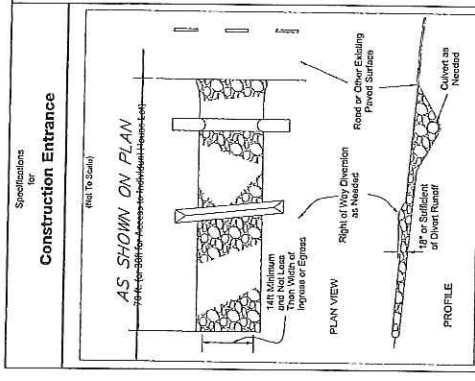 Specifications
for
Construction Entrance
(Not To Scale)
AS SHOWN ON PLAN
70 ft. (or 30ft for Access to Individual House Lot)
14ft Minimum
and Not Less
Than Width of
Ingress or Egress
Right of Way Diversion
as Needed
Road or Other Existing
Paved Surface
PLAN VIEW
18" or Sufficient
of Divert Runoff
Culvert as
Needed
PROFILE